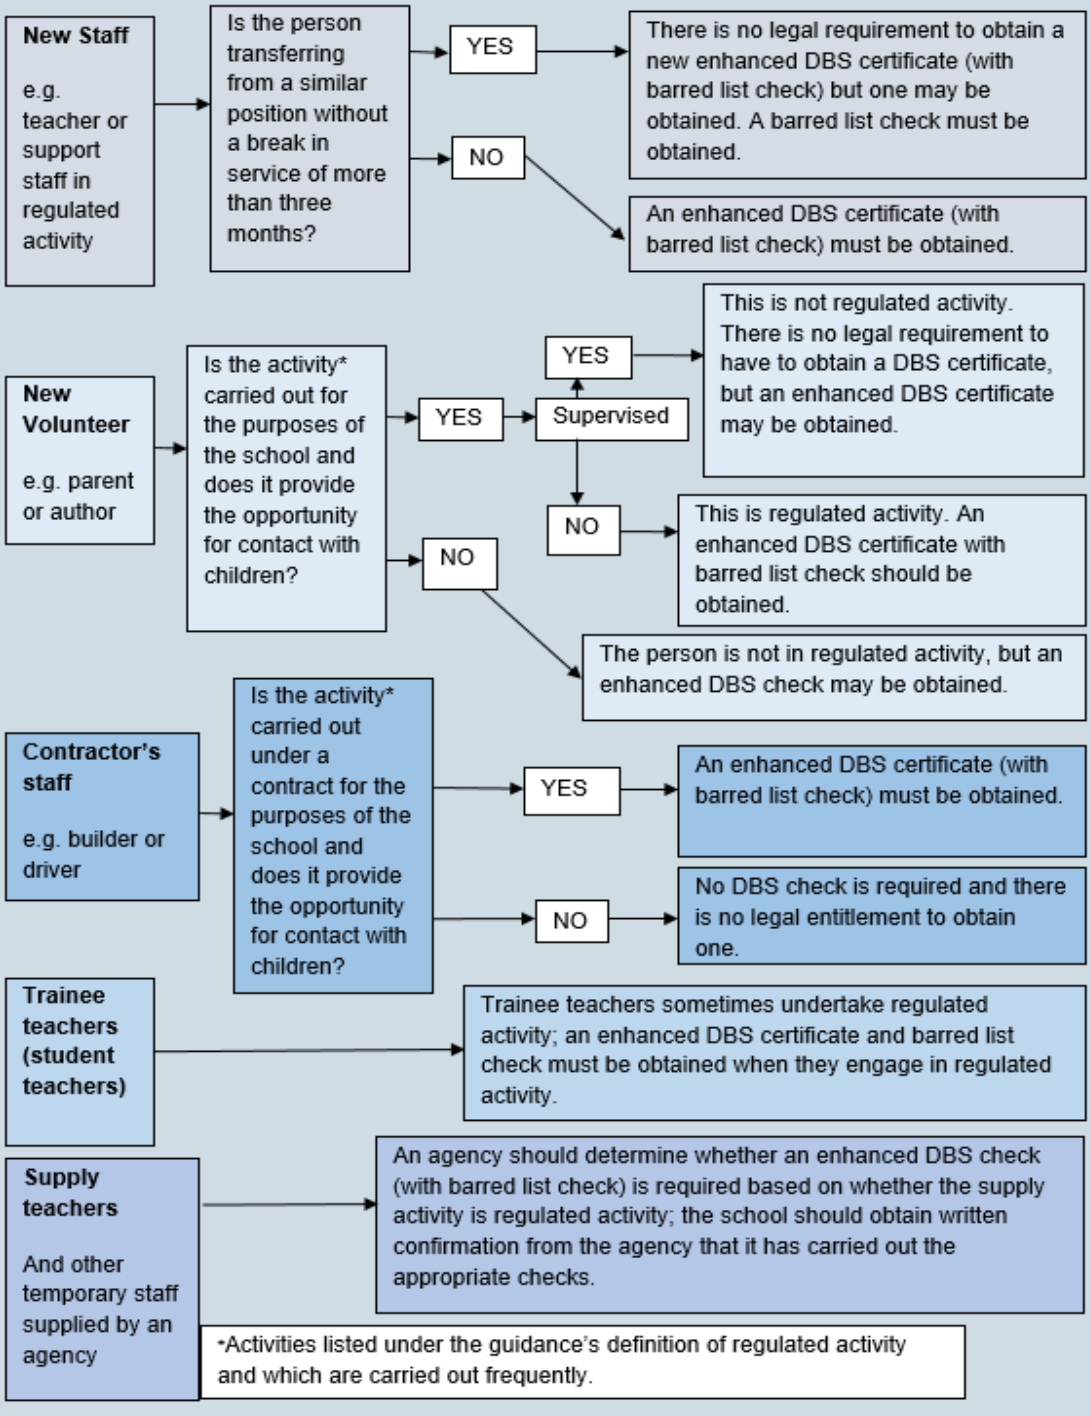 New Staff
e.g.
teacher or
support
staff in
regulated
activity
Is the person
transferring
from a similar
position without
a break in
service of more
than three
months?
YES
There is no legal requirement to obtain a
new enhanced DBS certificate (with
barred list check) but one may be
obtained. A barred list check must be
obtained.
NO
An enhanced DBS certificate (with
barred list check) must be obtained.
New
Volunteer
e.g. parent
or author
Is the activity*
carried out for
the purposes of
the school and
does it provide
the opportunity
for contact with
children?
YES
Supervised
YES
This is not regulated activity.
There is no legal requirement to
have to obtain a DBS certificate,
but an enhanced DBS certificate
may be obtained.
NO
This is regulated activity. An
enhanced DBS certificate with
barred list check should be
obtained.
NO
The person is not in regulated activity, but an
enhanced DBS check may be obtained.
Contractor's
staff
e.g. builder or
driver
Is the activity*
carried out
under a
contract for the
purposes of the
school and
does it provide
the opportunity
for contact with
children?
YES
An enhanced DBS certificate (with
barred list check) must be obtained.
NO
No DBS check is required and there
is no legal entitlement to obtain
one.
Trainee
teachers
(student
teachers)
Trainee teachers sometimes undertake regulated
activity; an enhanced DBS certificate and barred list
check must be obtained when they engage in regulated
activity.
Supply
teachers
And other
temporary staff
supplied by an
agency
An agency should determine whether an enhanced DBS check
(with barred list check) is required based on whether the supply
activity is regulated activity; the school should obtain written
confirmation from the agency that it has carried out the
appropriate checks.
*Activities listed under the guidance's definition of regulated activity
and which are carried out frequently.